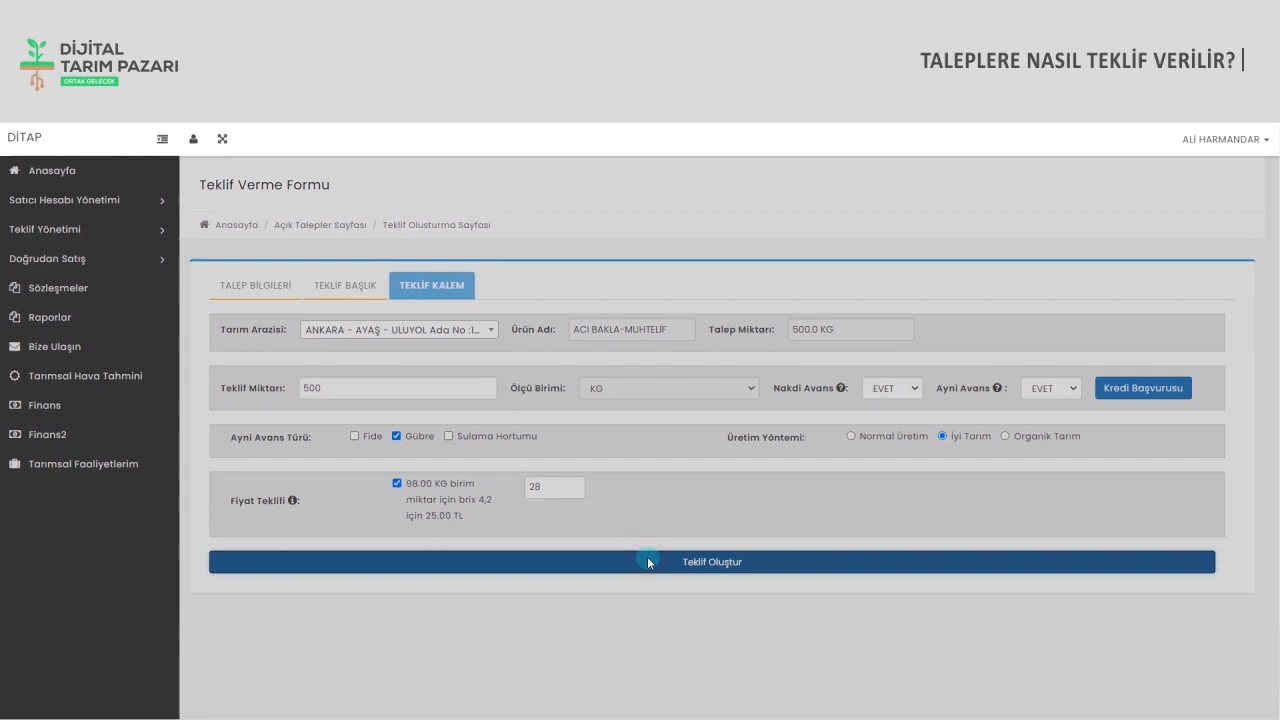 DİJİTAL
TARIM PAZARI
ORTAK GELECEK
TALEPLERE NASIL TEKLİF VERİLİR?
DİTAP
ALİ HARMANDAR
Anasayfa
Satıcı Hesabı Yönetimi
Teklif Yönetimi
Doğrudan Satış
Sözleşmeler
Raporlar
Bize Ulaşın
Tarımsal Hava Tahmini
Finans
Finans2
Tarımsal Faaliyetlerim
Teklif Verme Formu
Anasayfa / Açık Talepler Sayfası / Teklif Olusturma Sayfası
TALEP BİLGİLERİ TEKLİF BAŞLIK TEKLİF KALEM
Tarım Arazisi: ANKARA - AYAŞ - ULUYOL Ada No :1... Ürün Adı: ACI BAKLA-MUHTELİF Talep Miktarı: 500.0 KG
Teklif Miktarı: 500 Ölçü Birimi: KG Nakdi Avans : EVET Ayni Avans : EVET Kredi Başvurusu
Ayni Avans Türü: Fide Gübre Sulama Hortumu Üretim Yöntemi: Normal Üretim İyi Tarım Organik Tarım
Fiyat Teklifi : 98.00 KG birim
miktar için brix 4,2
için 25.00 TL
28
Teklif Oluştur